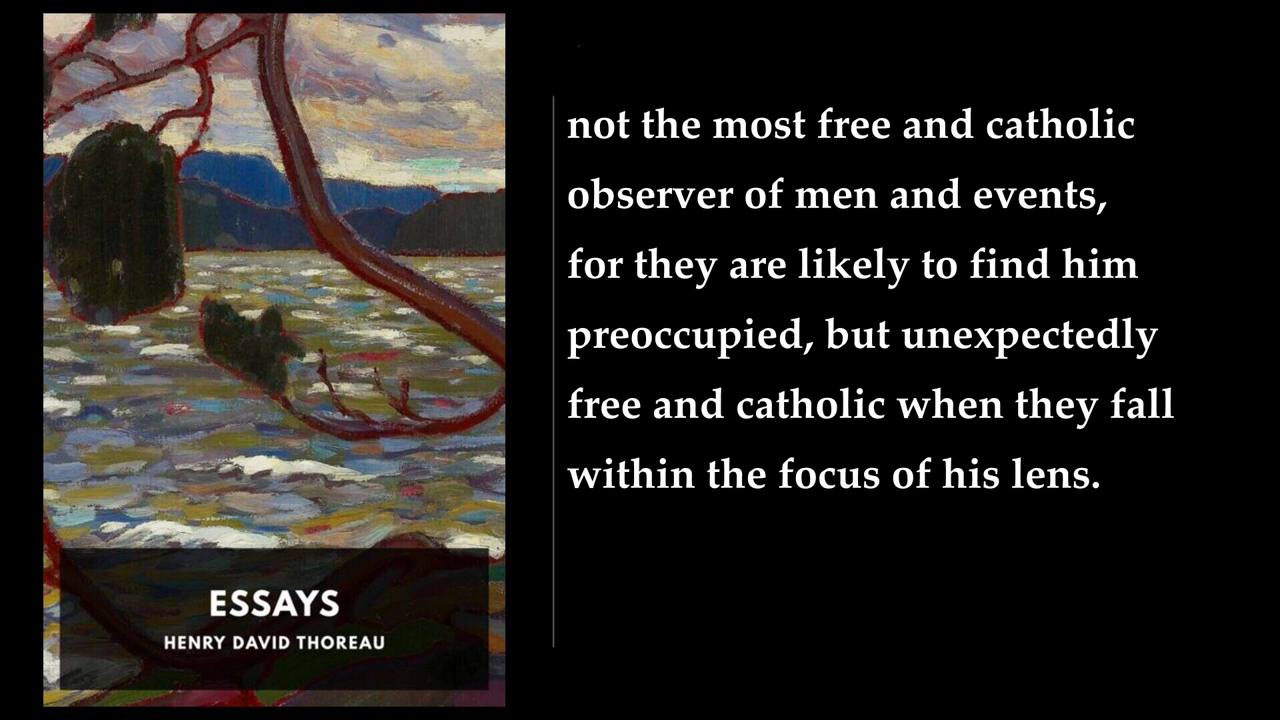 ESSAYS
HENRY DAVID THOREAU
not the most free and catholic
observer of men and events,
for they are likely to find him
preoccupied, but unexpectedly
free and catholic when they fall
within the focus of his lens.